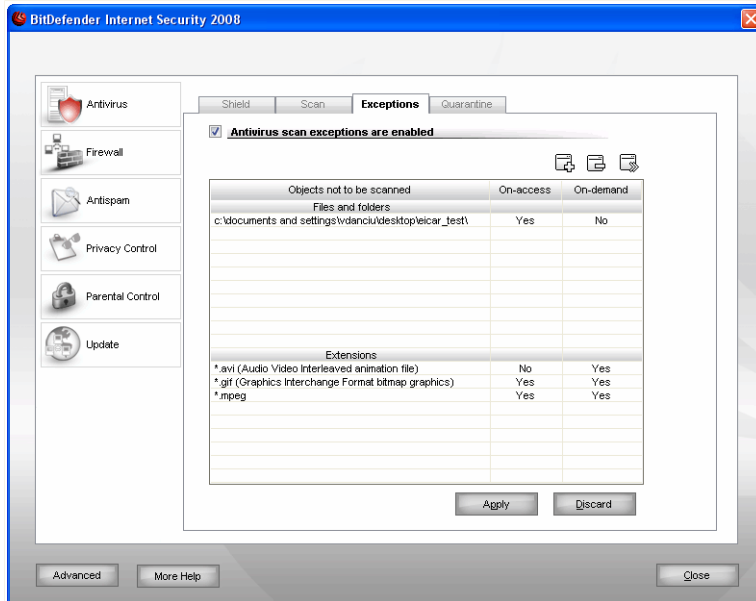 BitDefender Internet Security 2008
Antivirus
Firewall
Antispam
Privacy Control
Parental Control
Update
Shield Scan Exceptions Quarantine
Antivirus scan exceptions are enabled
Objects not to be scanned On-access On-demand
Files and folders
c:\documents and settings\vdanciu\desktop\eicar_test\ Yes No
Extensions
*.avi (Audio Video Interleaved animation file) No Yes
*.gif (Graphics Interchange Format bitmap graphics) Yes Yes
*.mpeg Yes Yes
Apply Discard
Advanced More Help Close